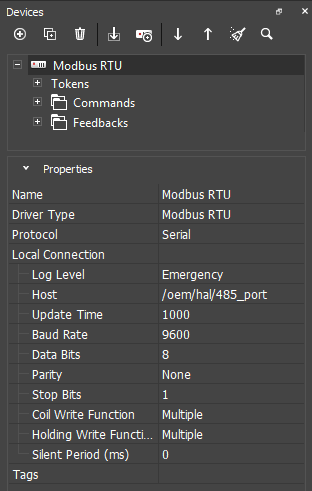 Devices
Modbus RTU
Tokens
Commands
Feedbacks
Properties
Name Modbus RTU
Driver Type Modbus RTU
Protocol Serial
Local Connection
Log Level Emergency
Host /oem/hal/485_port
Update Time 1000
Baud Rate 9600
Data Bits 8
Parity None
Stop Bits 1
Coil Write Function Multiple
Holding Write Functi... Multiple
Silent Period (ms) 0
Tags